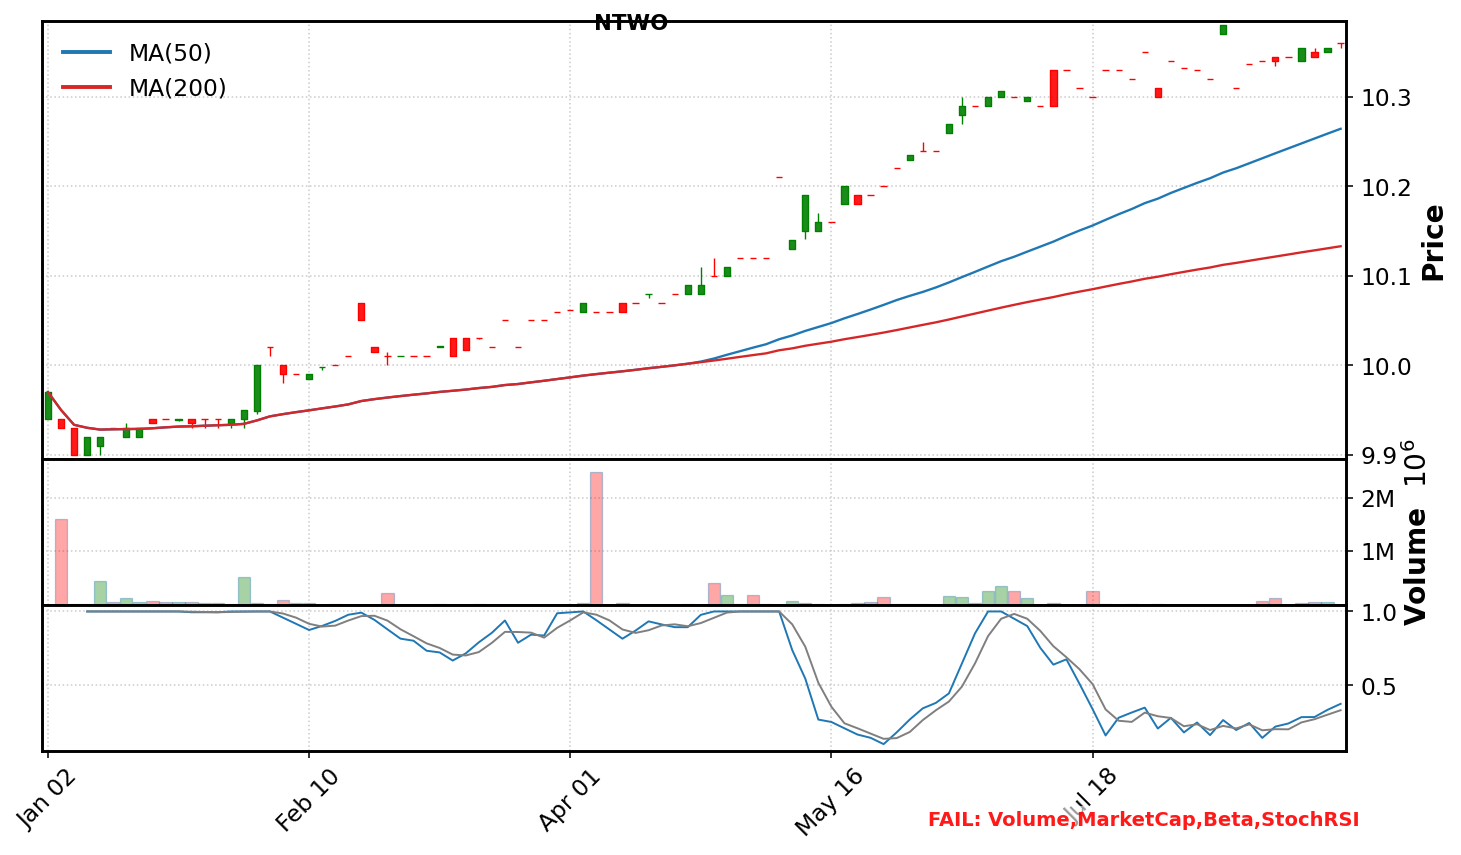 NTWO
MA(50)
MA(200)
10.3
10.2
10.1
10.0
9.9
Price
2M
1M
Volume 10^6
1.0
0.5
Jan 02
Feb 10
Apr 01
May 16
Jul 18
FAIL: Volume,MarketCap,Beta,StochRSI